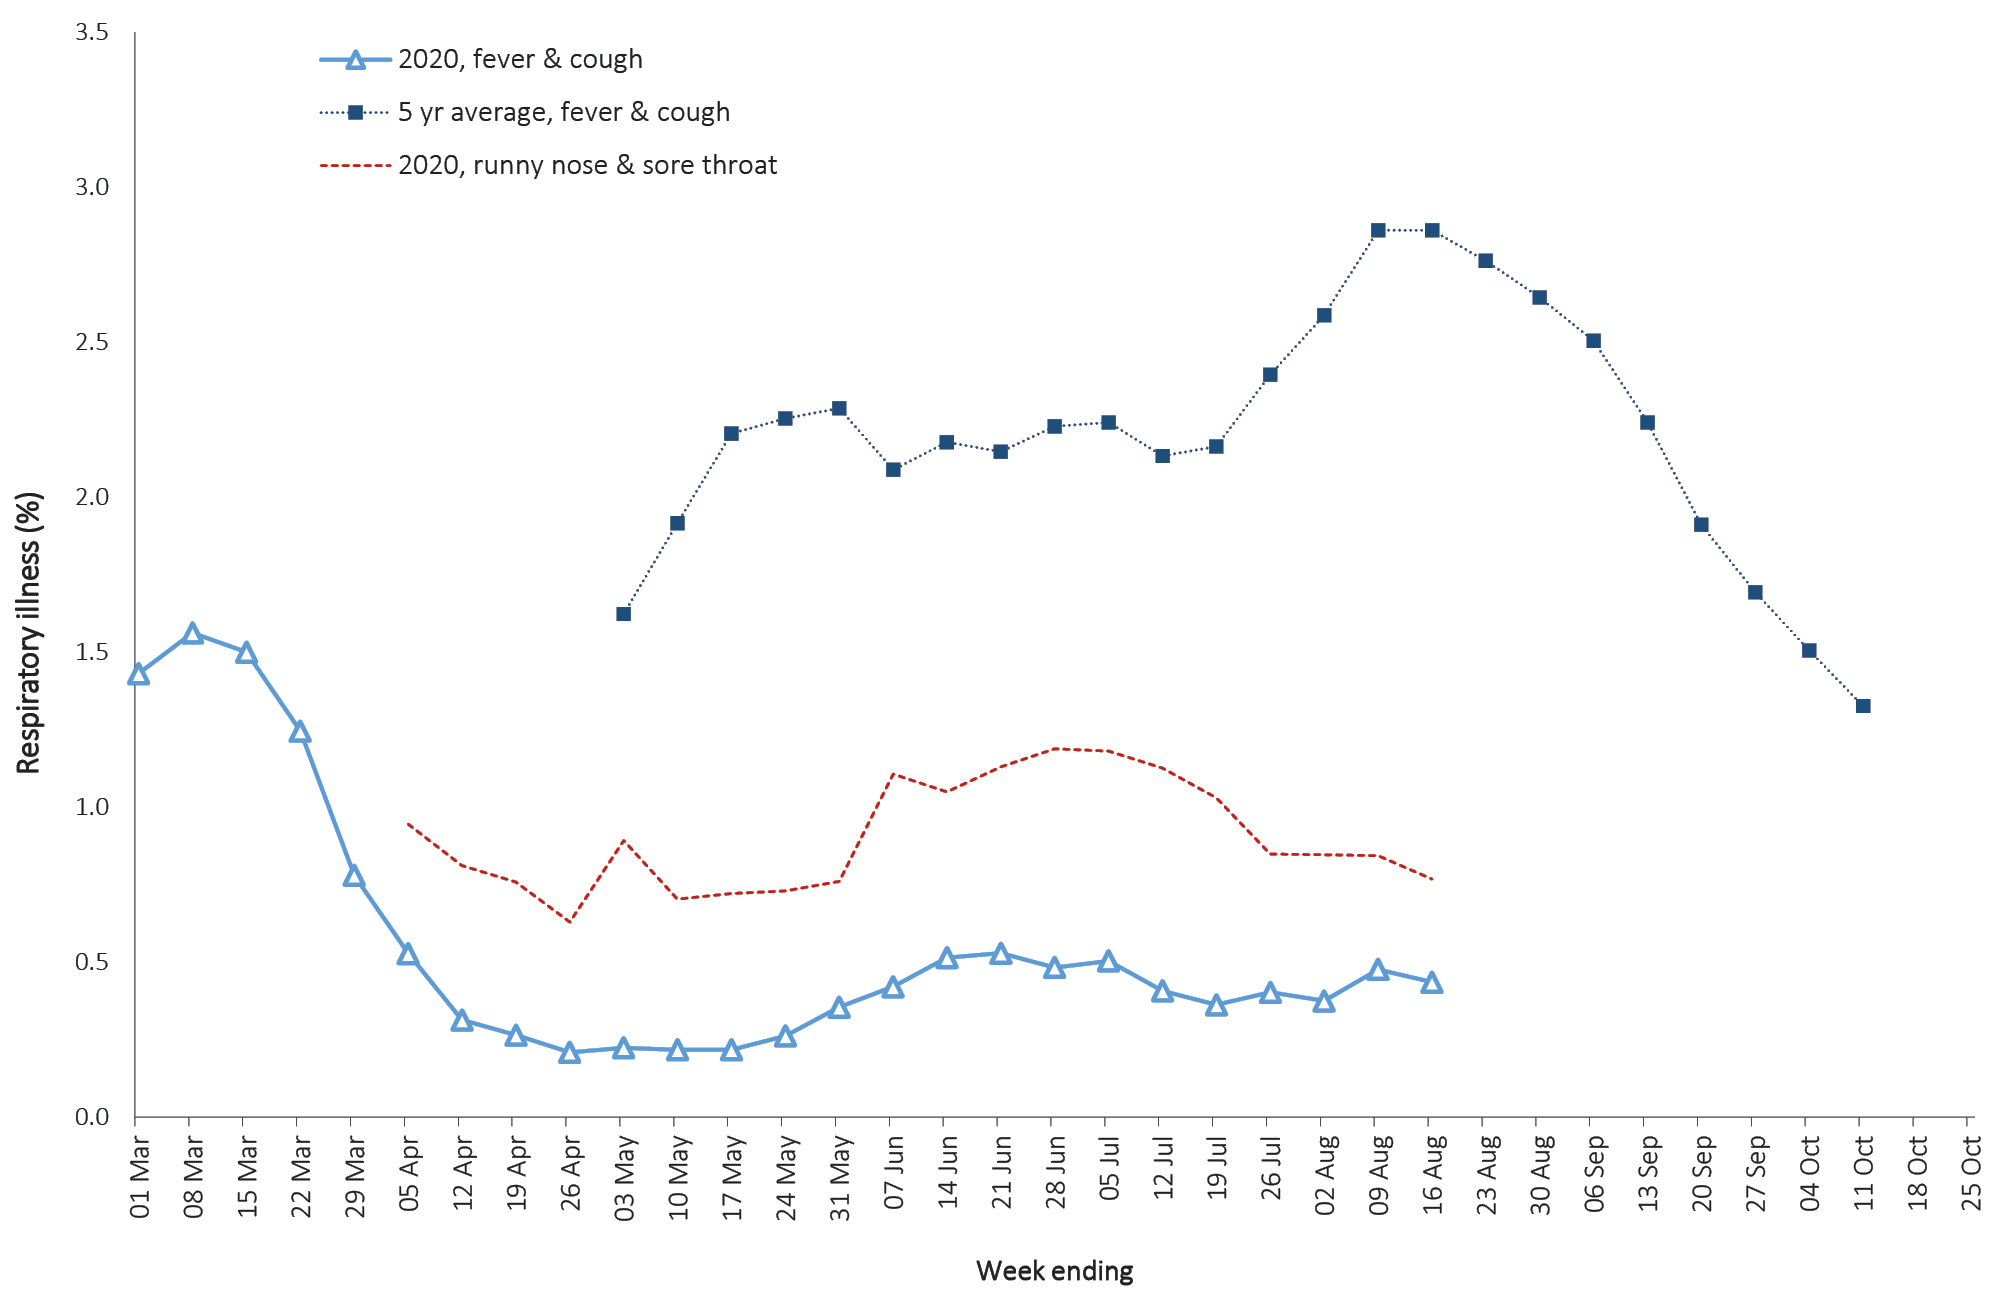 3.5
3.0
2.5
2.0
1.5
1.0
0.5
0.0
Respiratory illness (%)
2020, fever & cough
5 yr average, fever & cough
2020, runny nose & sore throat
01 Mar
08 Mar
15 Mar
22 Mar
29 Mar
05 Apr
12 Apr
19 Apr
26 Apr
03 May
10 May
17 May
24 May
31 May
07 Jun
14 Jun
21 Jun
28 Jun
05 Jul
12 Jul
19 Jul
26 Jul
02 Aug
09 Aug
16 Aug
23 Aug
30 Aug
06 Sep
13 Sep
20 Sep
27 Sep
04 Oct
11 Oct
18 Oct
25 Oct
Week ending